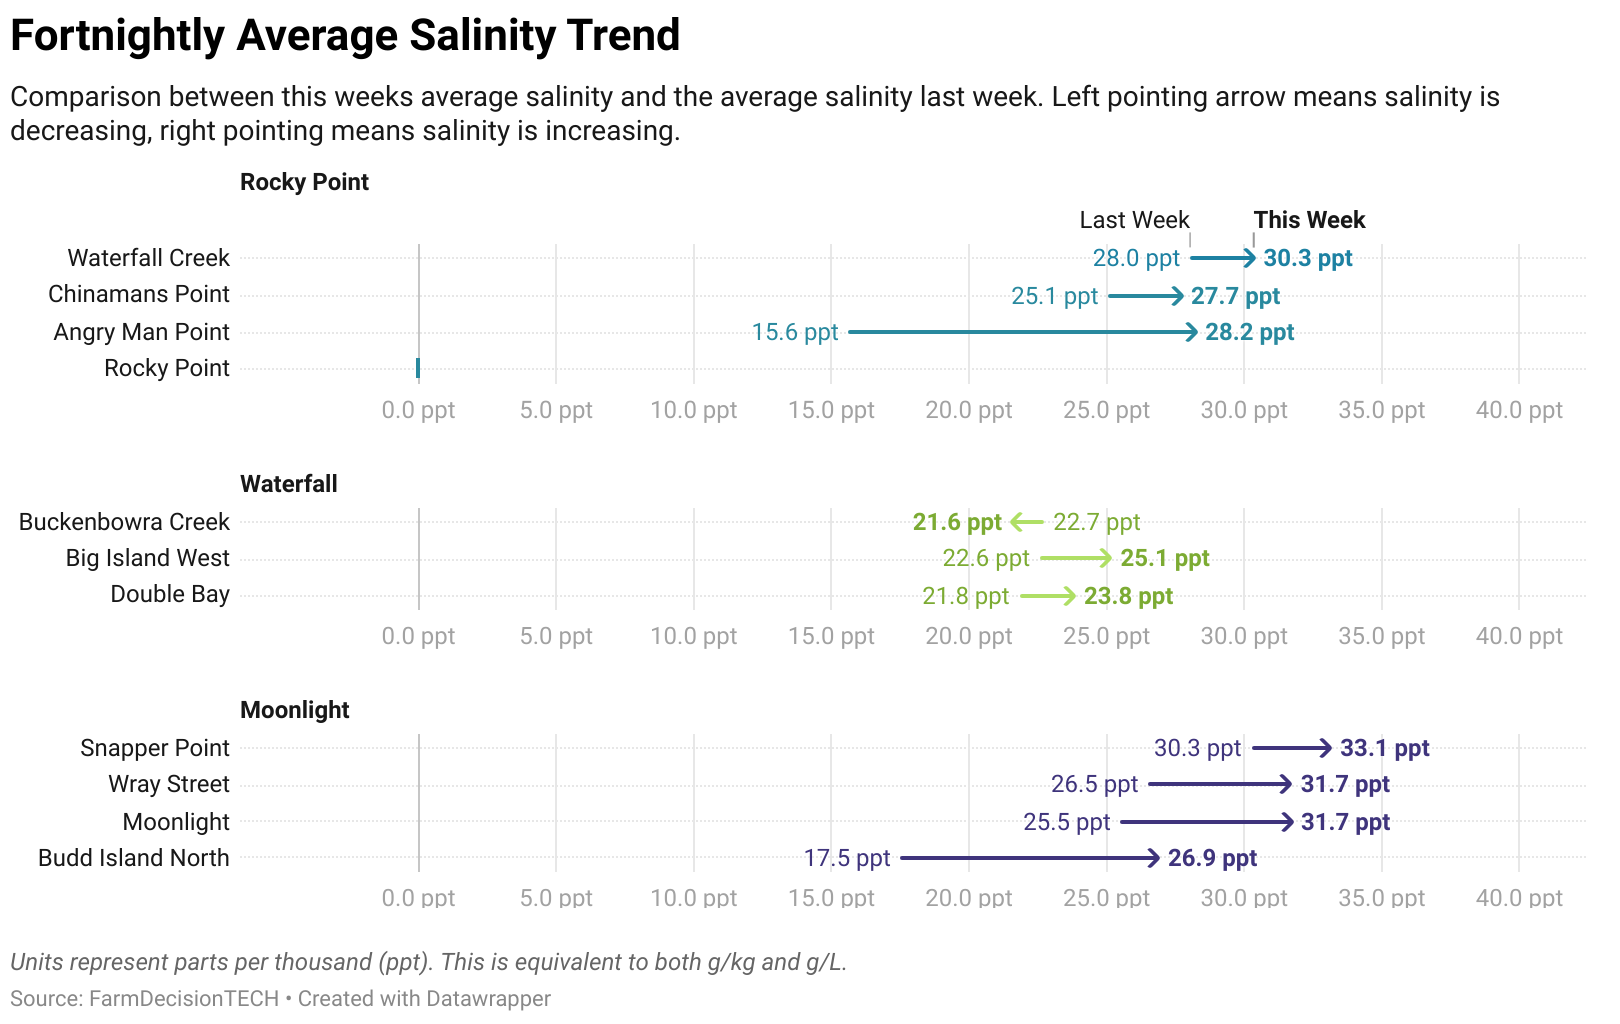 Fortnightly Average Salinity Trend
Comparison between this weeks average salinity and the average salinity last week. Left pointing arrow means salinity is
decreasing, right pointing means salinity is increasing.
Rocky Point
Last Week This Week
Waterfall Creek 28.0 ppt 30.3 ppt
Chinamans Point 25.1 ppt 27.7 ppt
Angry Man Point 15.6 ppt 28.2 ppt
Rocky Point
0.0 ppt 5.0 ppt 10.0 ppt 15.0 ppt 20.0 ppt 25.0 ppt 30.0 ppt 35.0 ppt 40.0 ppt
Waterfall
Buckenbowra Creek 21.6 ppt 22.7 ppt
Big Island West 22.6 ppt 25.1 ppt
Double Bay 21.8 ppt 23.8 ppt
0.0 ppt 5.0 ppt 10.0 ppt 15.0 ppt 20.0 ppt 25.0 ppt 30.0 ppt 35.0 ppt 40.0 ppt
Moonlight
Snapper Point 30.3 ppt 33.1 ppt
Wray Street 26.5 ppt 31.7 ppt
Moonlight 25.5 ppt 31.7 ppt
Budd Island North 17.5 ppt 26.9 ppt
0.0 ppt 5.0 ppt 10.0 ppt 15.0 ppt 20.0 ppt 25.0 ppt 30.0 ppt 35.0 ppt 40.0 ppt
Units represent parts per thousand (ppt). This is equivalent to both g/kg and g/L.
Source: FarmDecisionTECH • Created with Datawrapper